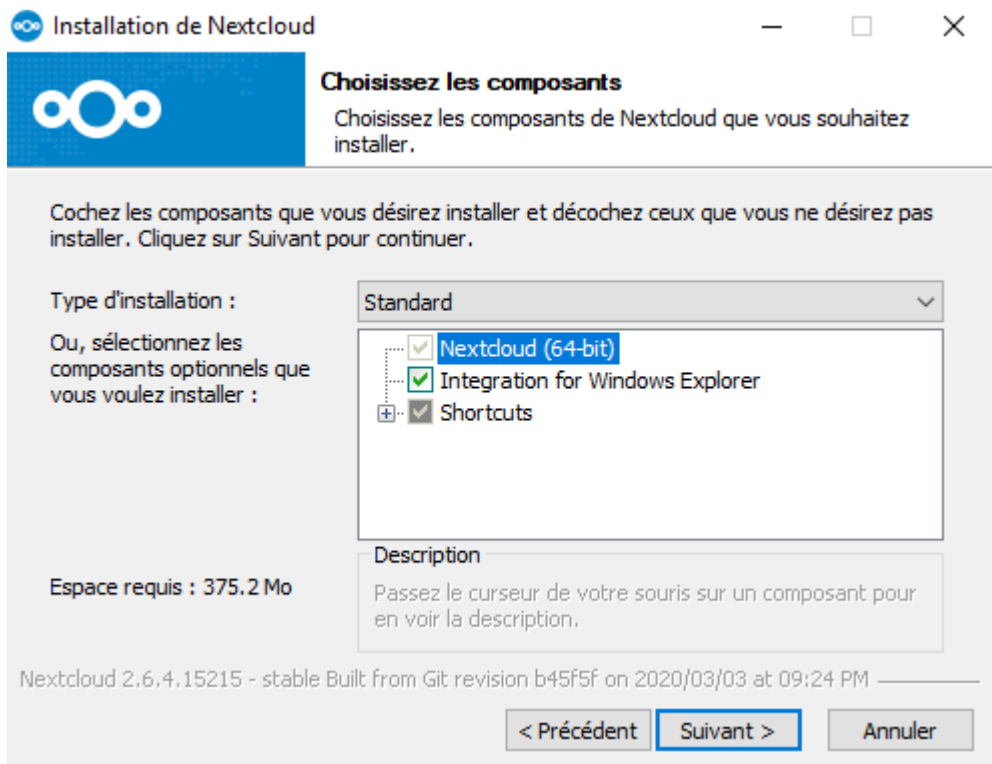 Installation de Nextcloud
Choisissez les composants
Choisissez les composants de Nextcloud que vous souhaitez
installer.
Cochez les composants que vous désirez installer et décochez ceux que vous ne désirez pas
installer. Cliquez sur Suivant pour continuer.
Type d'installation :
Standard
Ou, sélectionnez les
composants optionnels que
vous voulez installer :
Nextcloud (64-bit)
Integration for Windows Explorer
Shortcuts
Espace requis : 375.2 Mo
Description
Passez le curseur de votre souris sur un composant pour
en voir la description.
Nextcloud 2.6.4.15215 - stable Built from Git revision b45f5f on 2020/03/03 at 09:24 PM
< Précédent
Suivant >
Annuler